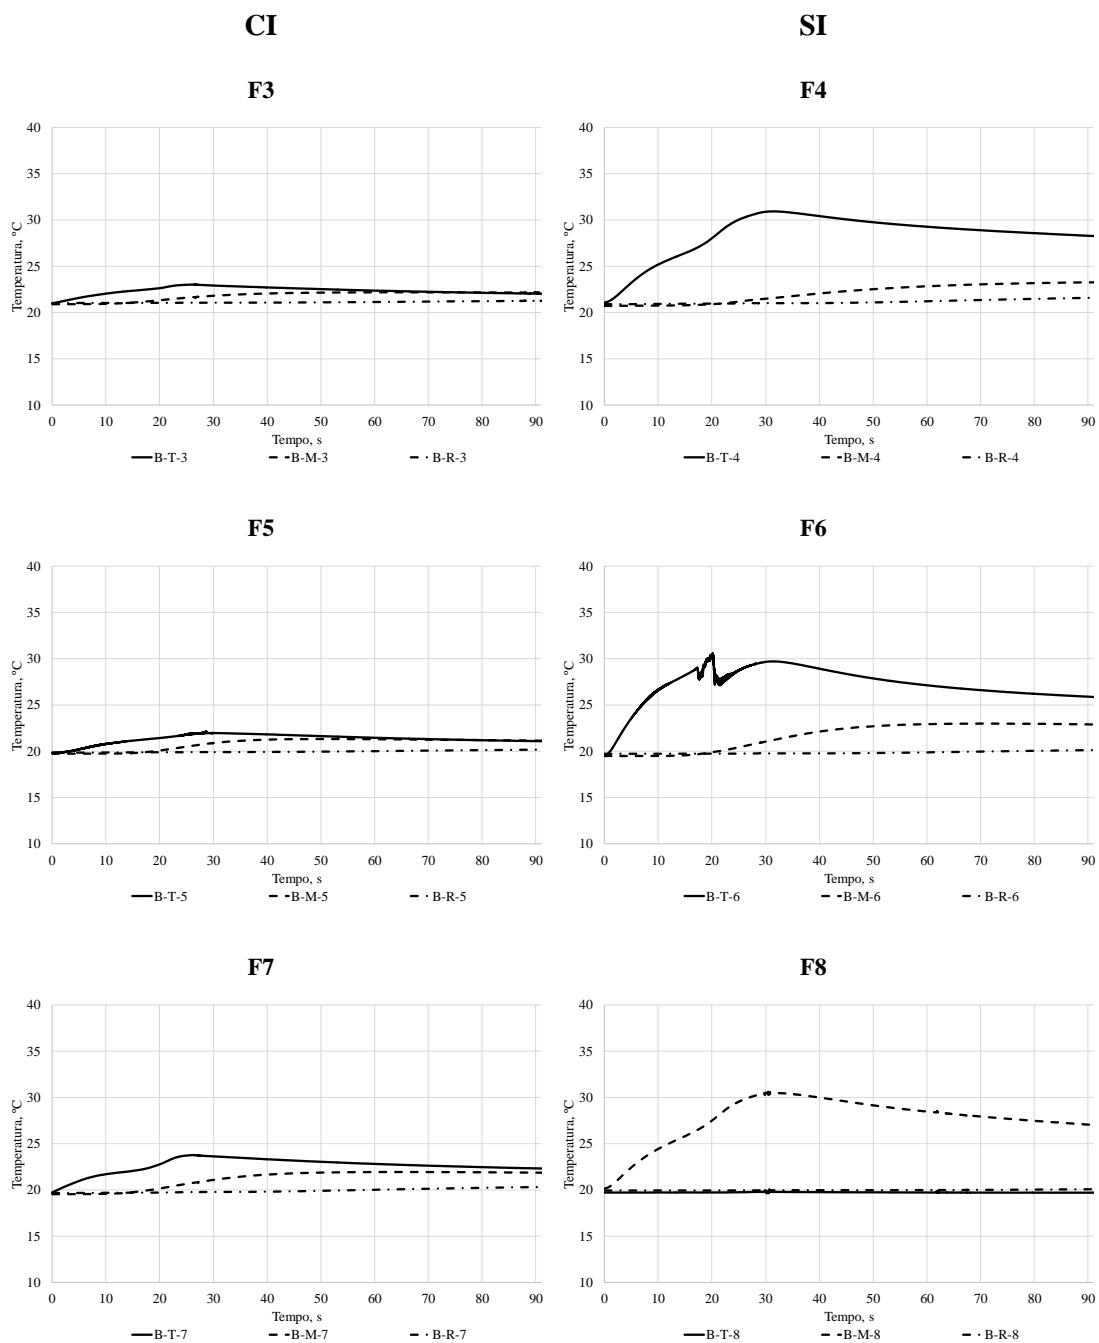 CI SI
F3 F4
40 40
35 35
30 30
25 25
20 20
15 15
10 10
Temperatura, °C Temperatura, °C
0 10 20 30 40 50 60 70 80 90 0 10 20 30 40 50 60 70 80 90
Tempo, s Tempo, s
B-T-3 B-M-3 B-R-3 B-T-4 B-M-4 B-R-4
F5 F6
40 40
35 35
30 30
25 25
20 20
15 15
10 10
Temperatura, °C Temperatura, °C
0 10 20 30 40 50 60 70 80 90 0 10 20 30 40 50 60 70 80 90
Tempo, s Tempo, s
B-T-5 B-M-5 B-R-5 B-T-6 B-M-6 B-R-6
F7 F8
40 40
35 35
30 30
25 25
20 20
15 15
10 10
Temperatura, °C Temperatura, °C
0 10 20 30 40 50 60 70 80 90 0 10 20 30 40 50 60 70 80 90
Tempo, s Tempo, s
B-T-7 B-M-7 B-R-7 B-T-8 B-M-8 B-R-8